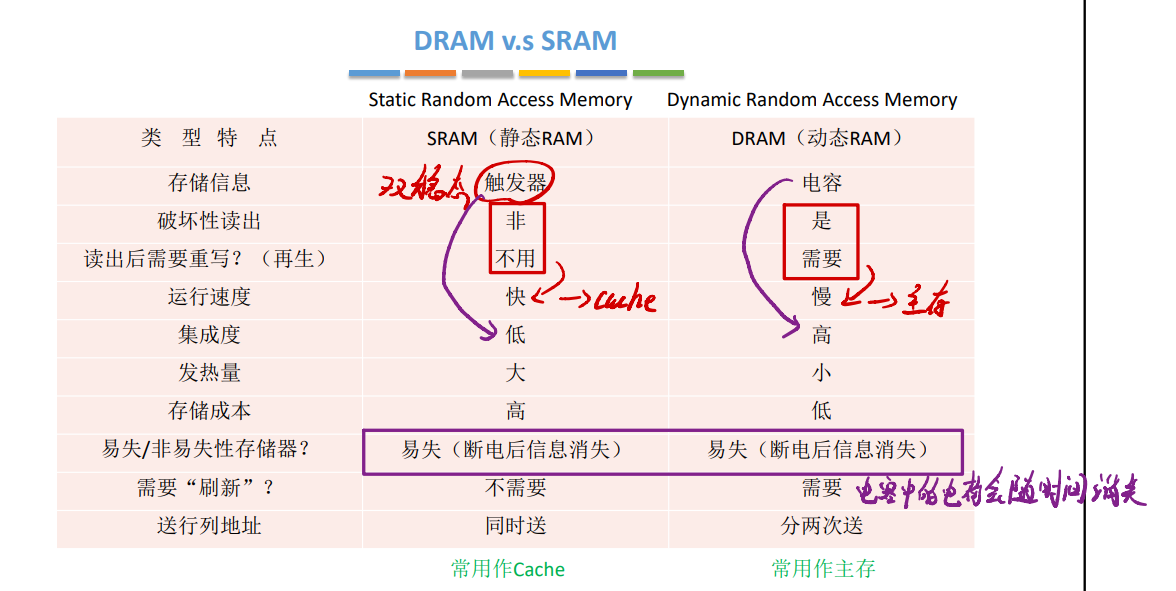 DRAM v.s SRAM
Static Random Access Memory Dynamic Random Access Memory
类 型 特 点 SRAM（静态RAM） DRAM（动态RAM）
存储信息 双稳态 触发器 电容
破坏性读出 非 是
读出后需要重写？（再生） 不用 需要
运行速度 快 →cache 慢 →主存
集成度 低 高
发热量 大 小
存储成本 高 低
易失/非易失性存储器？ 易失（断电后信息消失） 易失（断电后信息消失）
需要“刷新”？ 不需要 需要 电容中的电荷会随时间消失
送行列地址 同时送 分两次送
常用作Cache 常用作主存